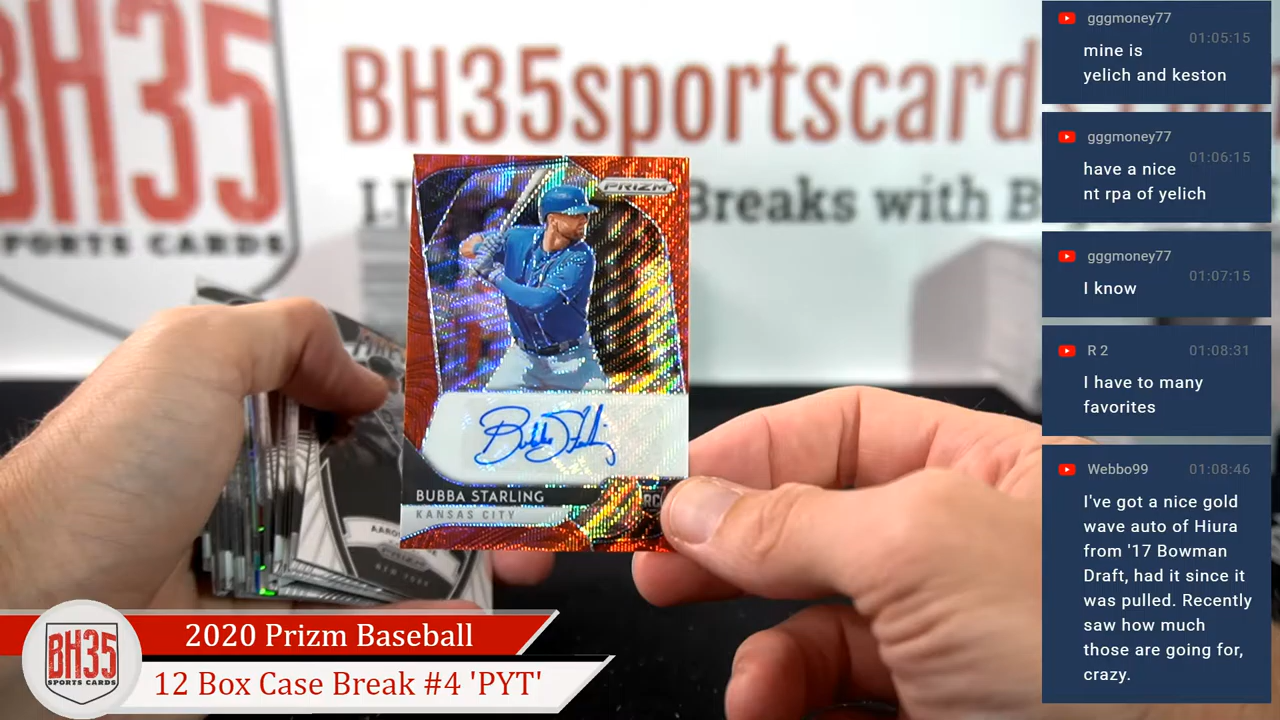 BH35
SPORTS CARDS
BH35sportscard
Breaks with B
PRIZM
Bubba Starling
BUBBA STARLING
KANSAS CITY
RC
AARON
PRIZM
NEW YORK
BH35
SPORTS CARDS
2020 Prizm Baseball
12 Box Case Break #4 'PYT'
gggmoney77
01:05:15
mine is
yelich and keston
gggmoney77
01:06:15
have a nice
nt rpa of yelich
gggmoney77
01:07:15
I know
R 2
01:08:31
I have to many
favorites
Webbo99
01:08:46
I've got a nice gold
wave auto of Hiura
from '17 Bowman
Draft, had it since it
was pulled. Recently
saw how much
those are going for,
crazy.